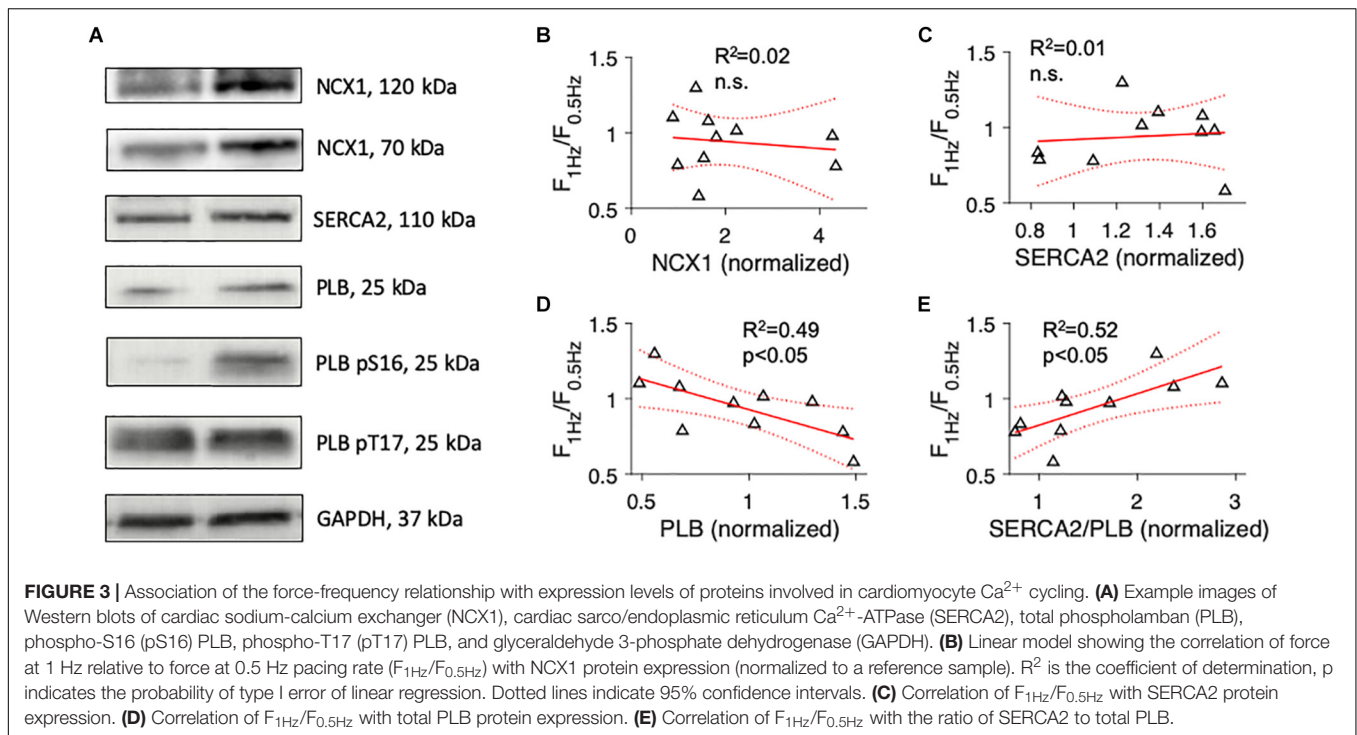 A
NCX1, 120 kDa
NCX1, 70 kDa
SERCA2, 110 kDa
PLB, 25 kDa
PLB pS16, 25 kDa
PLB pT17, 25 kDa
GAPDH, 37 kDa
B
R²=0.02
n.s.
F1Hz/F0.5Hz
1.5
1
0.5
0 2 4
NCX1 (normalized)
C
R²=0.01
n.s.
F1Hz/F0.5Hz
1.5
1
0.5
0.8 1 1.2 1.4 1.6
SERCA2 (normalized)
D
R²=0.49
p<0.05
F1Hz/F0.5Hz
1.5
1
0.5
0.5 1 1.5
PLB (normalized)
E
R²=0.52
p<0.05
F1Hz/F0.5Hz
1.5
1
0.5
1 2 3
SERCA2/PLB (normalized)
FIGURE 3 | Association of the force-frequency relationship with expression levels of proteins involved in cardiomyocyte Ca²⁺ cycling. (A) Example images of
Western blots of cardiac sodium-calcium exchanger (NCX1), cardiac sarco/endoplasmic reticulum Ca²⁺-ATPase (SERCA2), total phospholamban (PLB),
phospho-S16 (pS16) PLB, phospho-T17 (pT17) PLB, and glyceraldehyde 3-phosphate dehydrogenase (GAPDH). (B) Linear model showing the correlation of force
at 1 Hz relative to force at 0.5 Hz pacing rate (F1Hz/F0.5Hz) with NCX1 protein expression (normalized to a reference sample). R² is the coefficient of determination, p
indicates the probability of type I error of linear regression. Dotted lines indicate 95% confidence intervals. (C) Correlation of F1Hz/F0.5Hz with SERCA2 protein
expression. (D) Correlation of F1Hz/F0.5Hz with total PLB protein expression. (E) Correlation of F1Hz/F0.5Hz with the ratio of SERCA2 to total PLB.